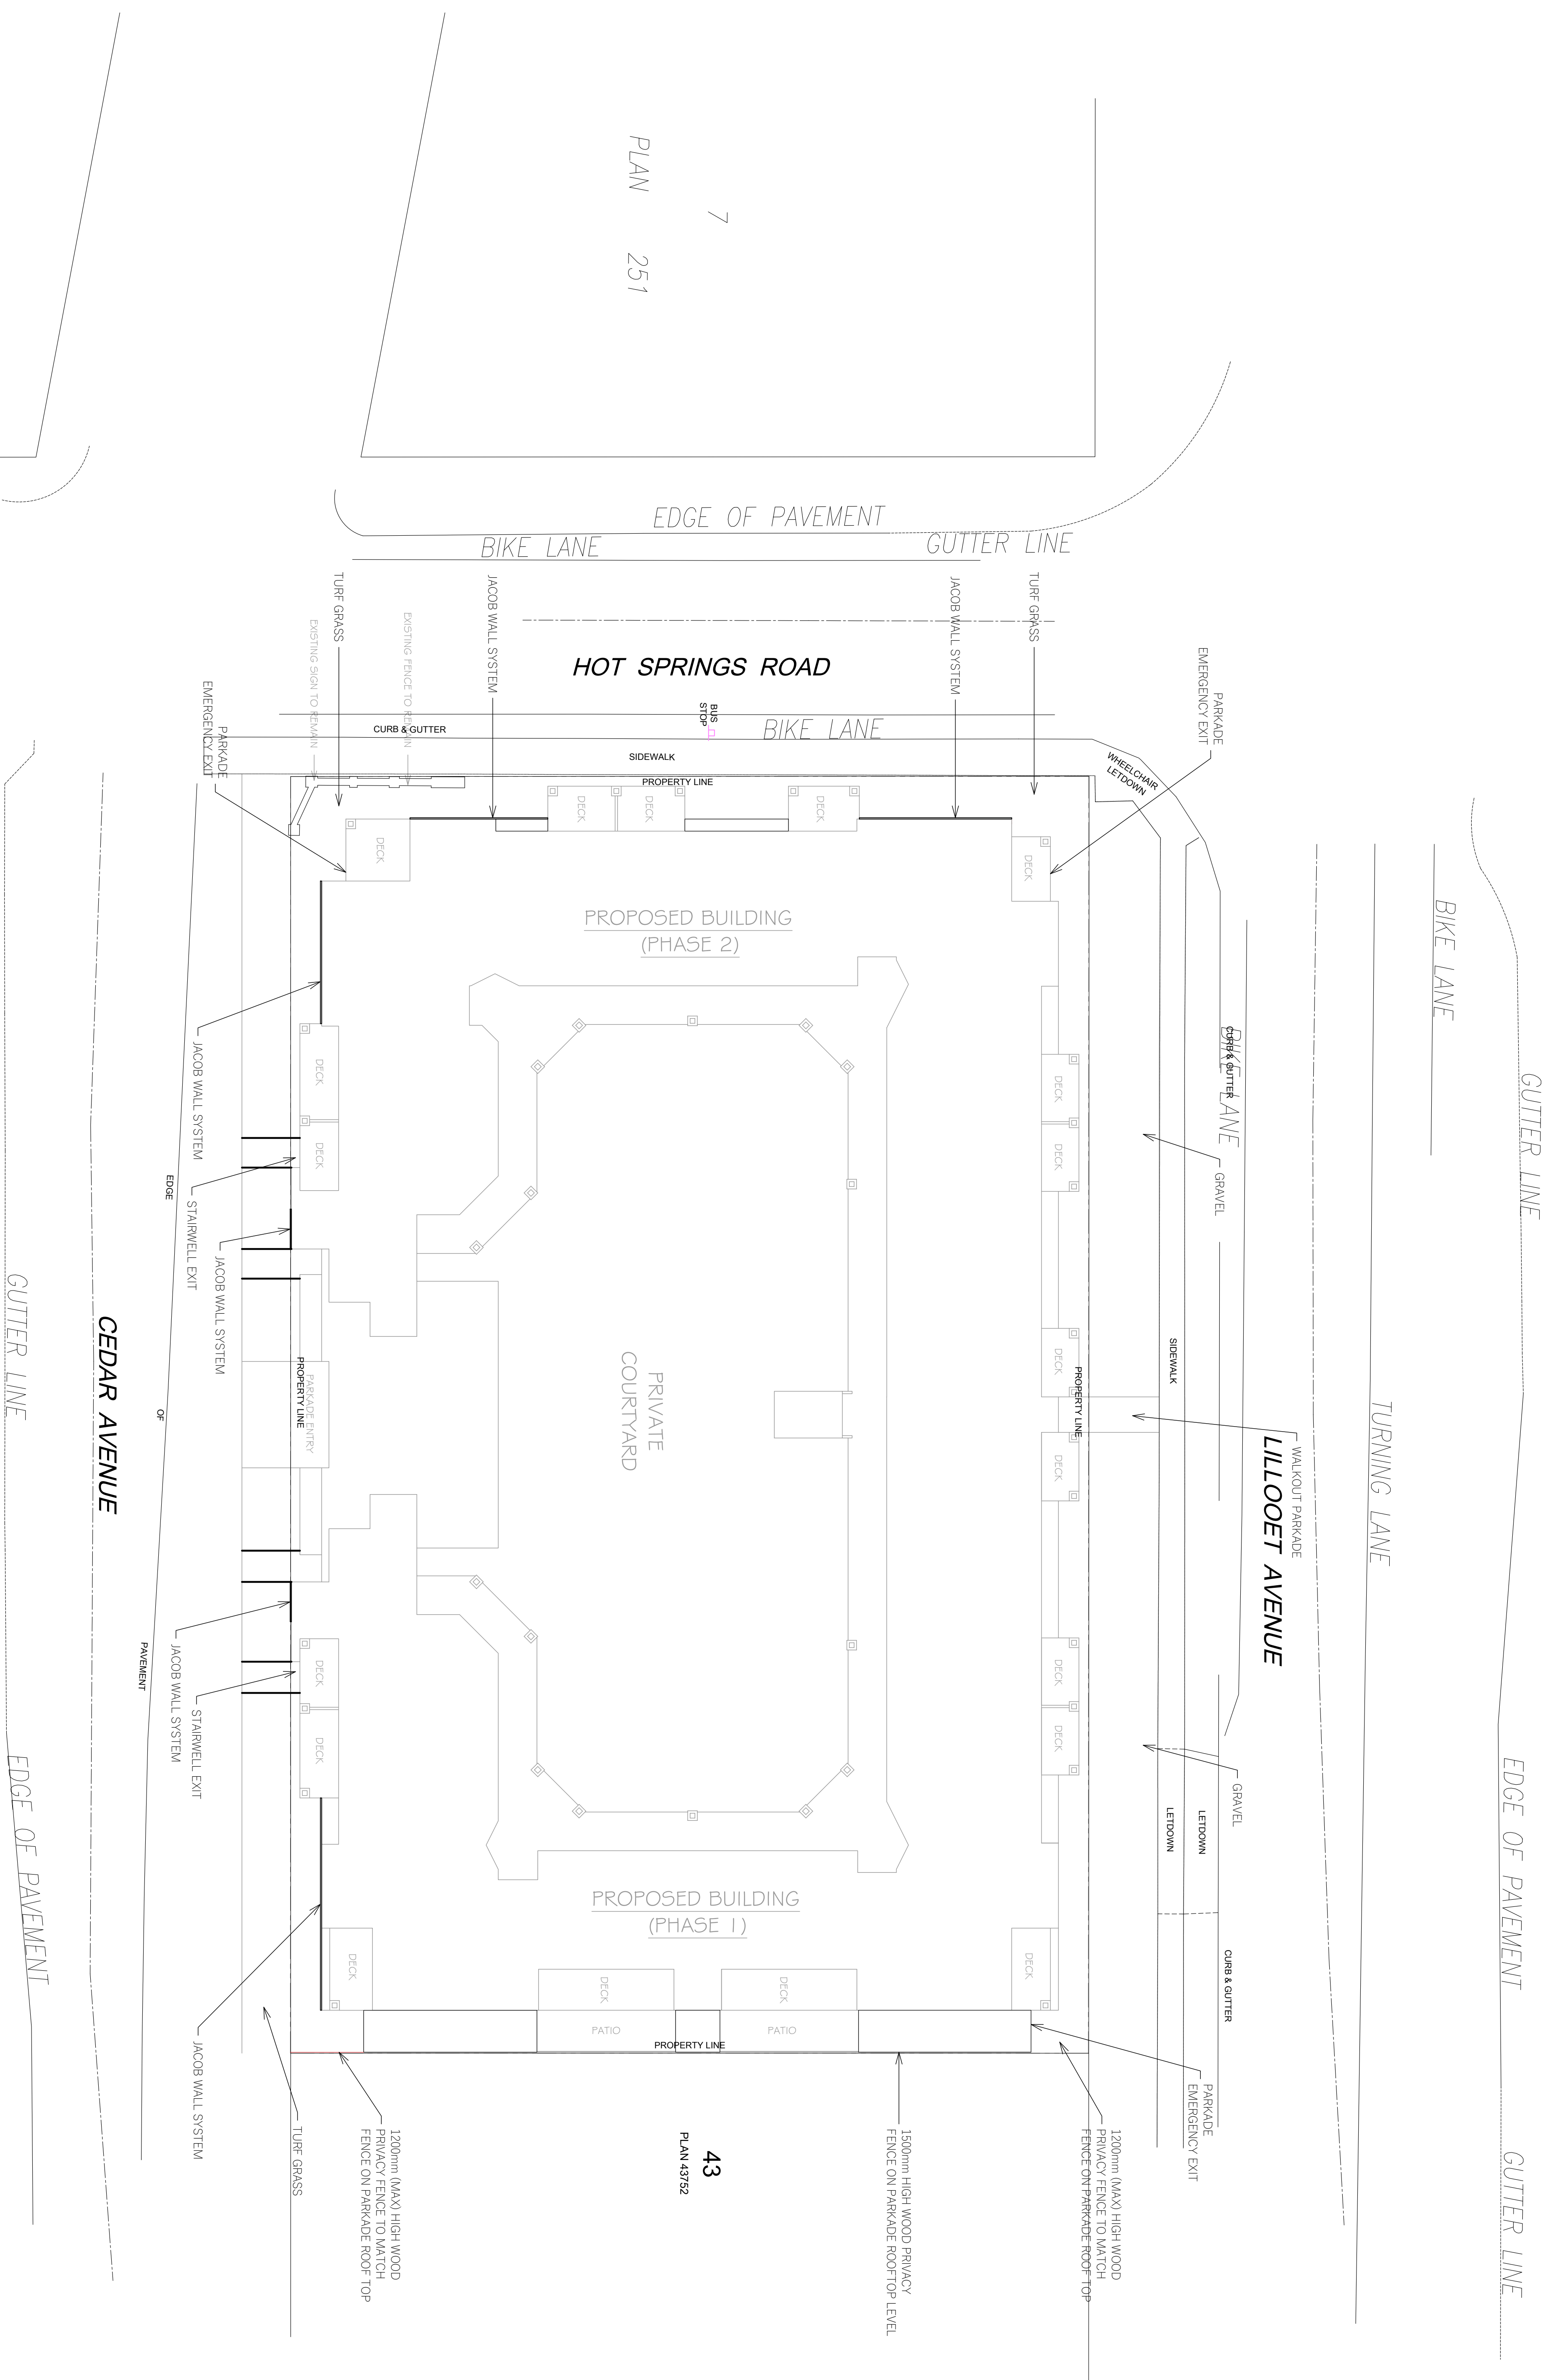 PLAN
7
251
EDGE OF PAVEMENT
BIKE LANE
GUTTER LINE
TURF GRASS
EXISTING SIGN TO REMAIN
EXISTING FENCE TO REMAIN
JACOB WALL SYSTEM
JACOB WALL SYSTEM
TURF GRASS
HOT SPRINGS ROAD
PARKADE
EMERGENCY EXIT
PARKADE
EMERGENCY EXIT
BUS
STOP
BIKE LANE
CURB & GUTTER
SIDEWALK
PROPERTY LINE
WHEELCHAIR
LETDOWN
DECK
DECK
DECK
DECK
DECK
PROPOSED BUILDING
(PHASE 2)
BIKE LANE
BIKE LANE
CURB & GUTTER
GUTTER LINE
JACOB WALL SYSTEM
DECK
DECK
DECK
DECK
GRAVEL
EDGE
STAIRWELL EXIT
JACOB WALL SYSTEM
GUTTER LINE
CEDAR AVENUE
OF
PROPERTY LINE
PARKADE ENTRY
PRIVATE
COURTYARD
DECK
DECK
PROPERTY LINE
SIDEWALK
WALKOUT PARKADE
LILLOOET AVENUE
TURNING LANE
PAVEMENT
JACOB WALL SYSTEM
STAIRWELL EXIT
DECK
DECK
DECK
DECK
GRAVEL
LETDOWN
LETDOWN
EDGE OF PAVEMENT
EDGE OF PAVEMENT
PROPOSED BUILDING
(PHASE 1)
DECK
DECK
DECK
DECK
PATIO
PATIO
PROPERTY LINE
CURB & GUTTER
JACOB WALL SYSTEM
TURF GRASS
1200mm (MAX) HIGH WOOD
PRIVACY FENCE TO MATCH
FENCE ON PARKADE ROOF TOP
43
PLAN 43752
1500mm HIGH WOOD PRIVACY
FENCE ON PARKADE ROOFTOP LEVEL
1200mm (MAX) HIGH WOOD
PRIVACY FENCE TO MATCH
FENCE ON PARKADE ROOF TOP
PARKADE
EMERGENCY EXIT
GUTTER LINE